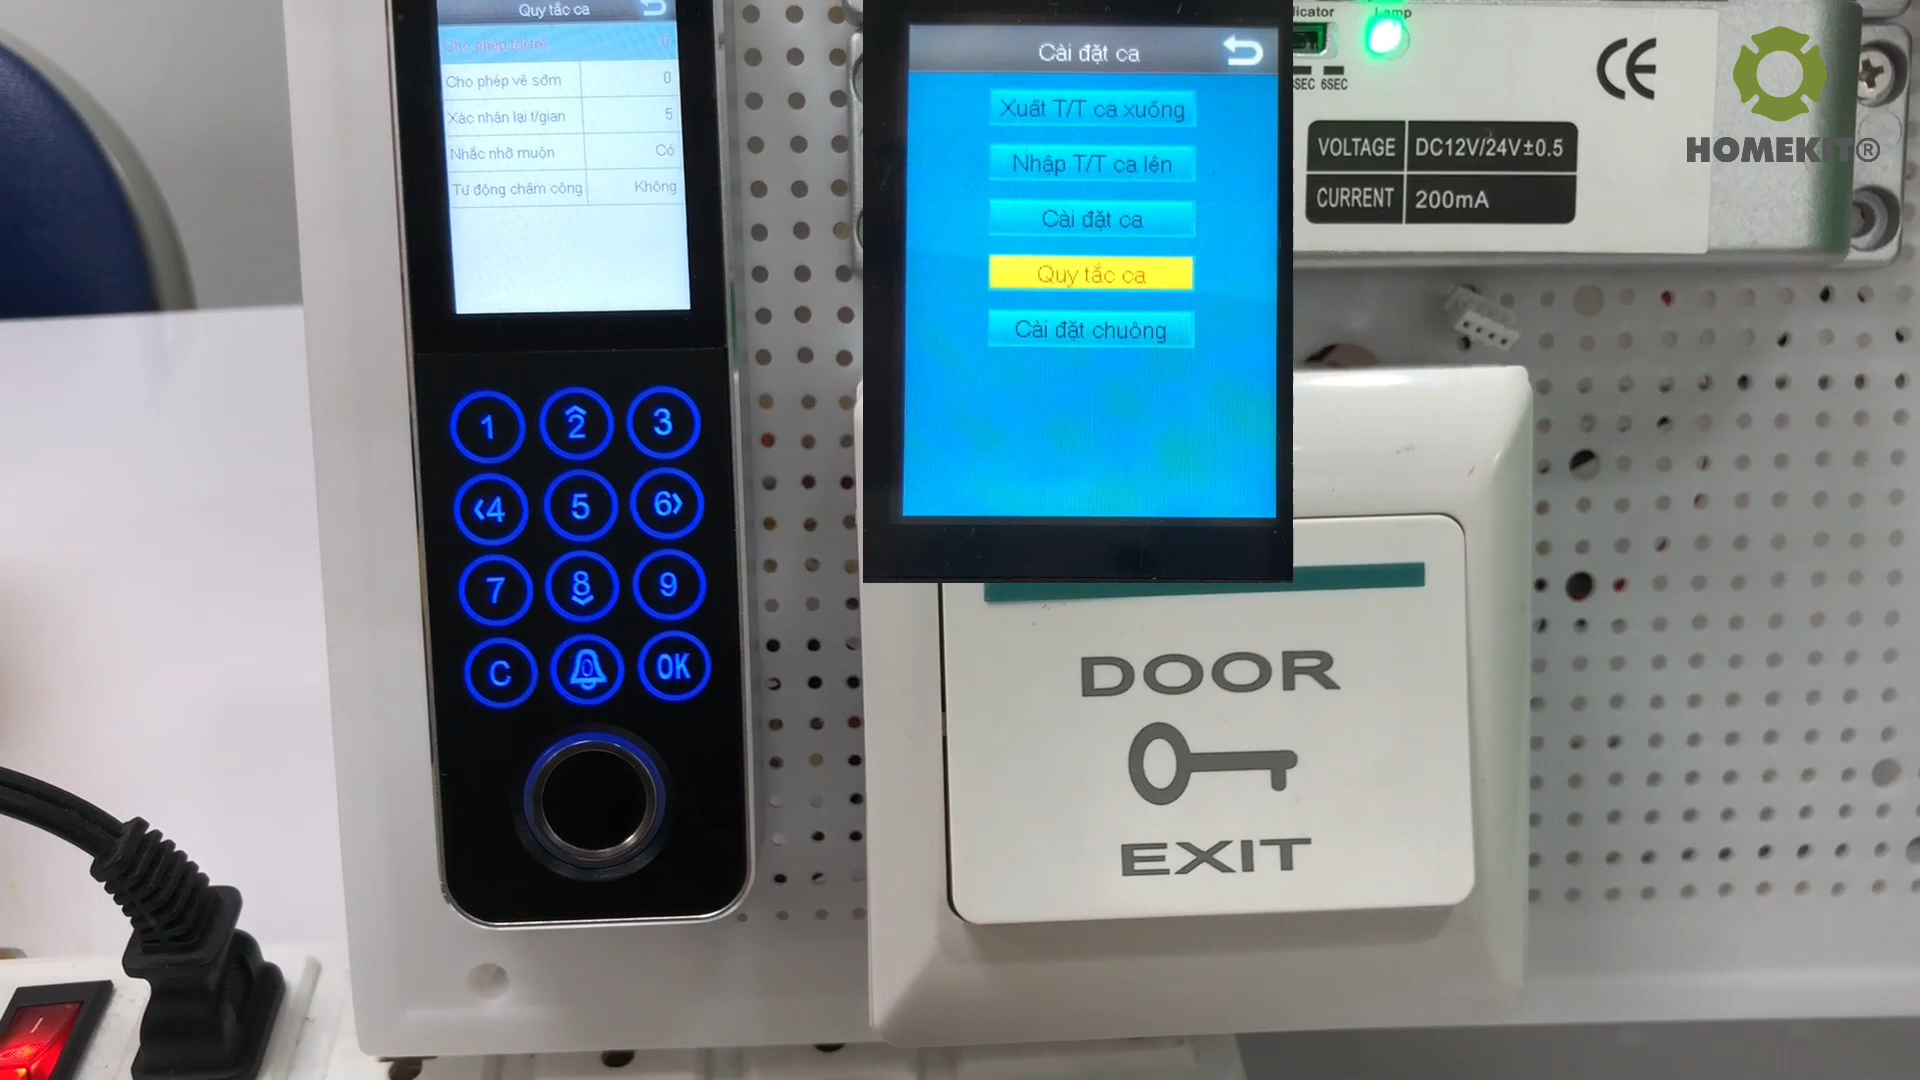 Quy tắc ca
Cho phép tới trễ 0
Cho phép về sớm 0
Xác nhân lại t/gian 5
Nhắc nhở muộn Có
Tự động chấm công Không
1 2 3
4 5 6
7 8 9
C 0 OK
Cài đặt ca
Xuất T/T ca xuống
Nhập T/T ca lên
Cài đặt ca
Quy tắc ca
Cài đặt chuông
Lamp
6SEC
CE
VOLTAGE DC12V/24V±0.5
CURRENT 200mA
HOMEKIT®
DOOR
EXIT